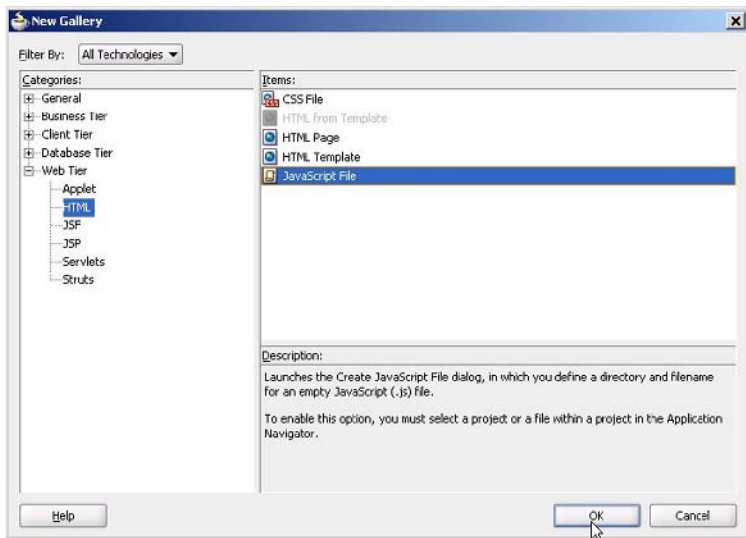 New Gallery
Filter By: All Technologies
Categories:
General
Business Tier
Client Tier
Database Tier
Web Tier
Applet
HTML
JSF
JSP
Servlets
Struts
Items:
CSS File
HTML from Template
HTML Page
HTML Template
JavaScript File
Description:
Launches the Create JavaScript File dialog, in which you define a directory and filename
for an empty JavaScript (.js) file.
To enable this option, you must select a project or a file within a project in the Application
Navigator.
Help
OK
Cancel